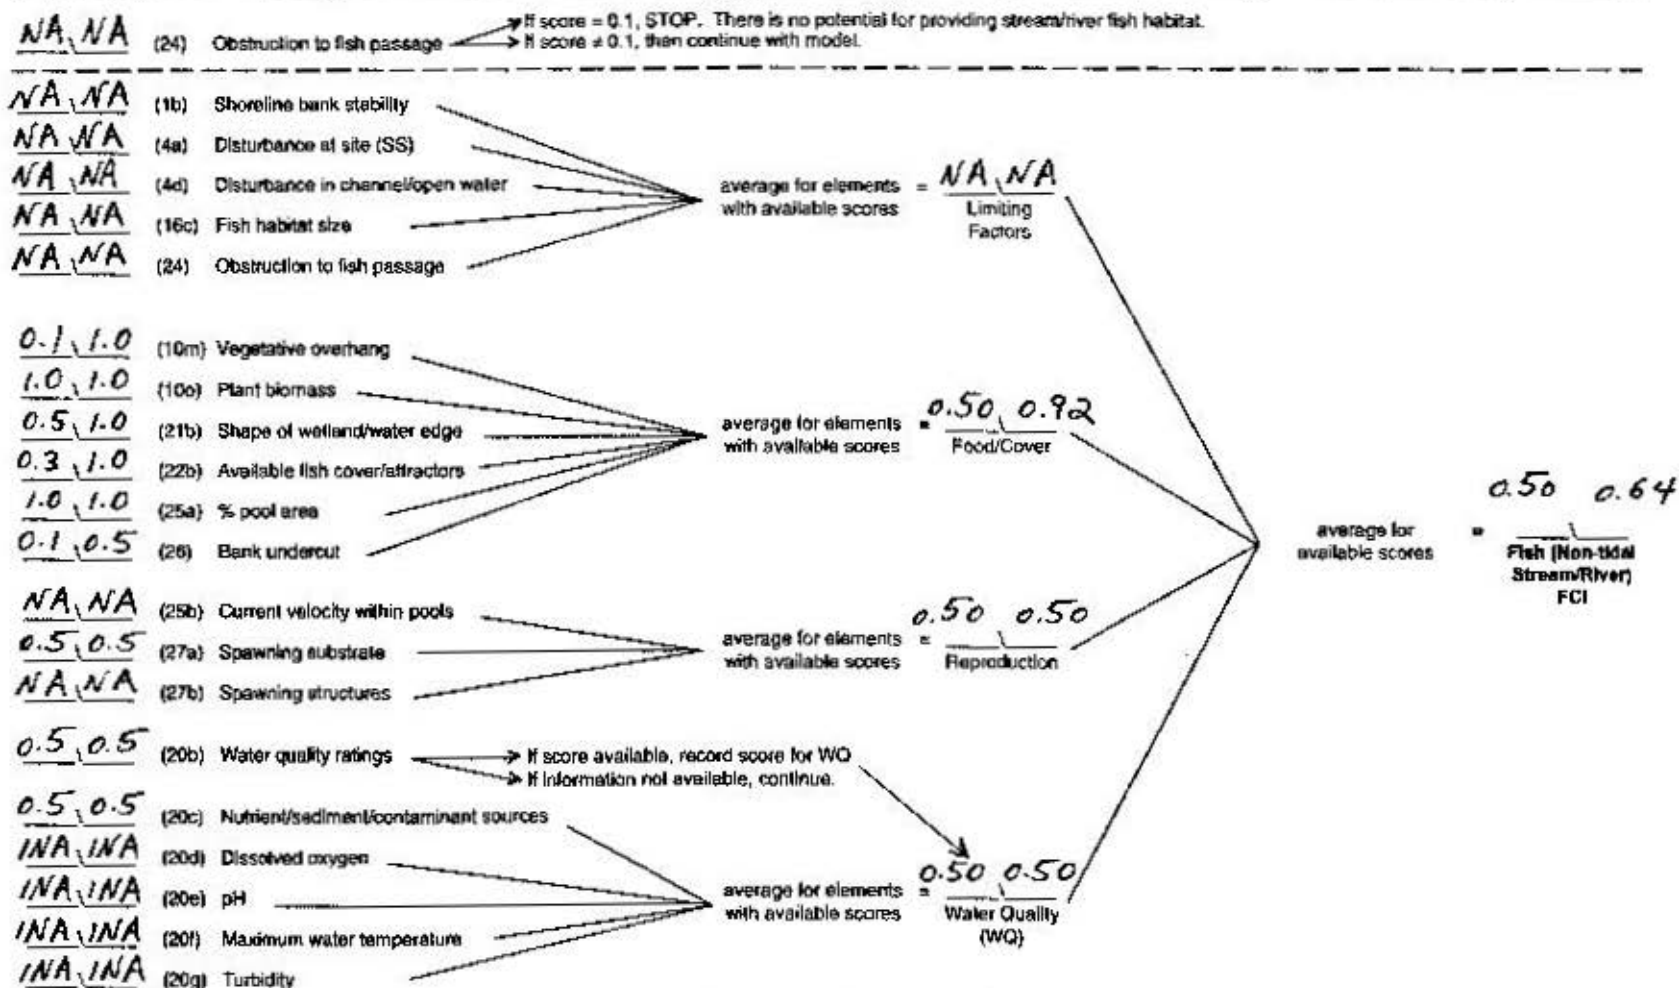 If score = 0.1, STOP. There is no potential for providing stream/river fish habitat.
NA \ NA (24) Obstruction to fish passage
If score ≠ 0.1, then continue with model.
NA \ NA (1b) Shoreline bank stability
NA \ NA (4a) Disturbance at site (SS)
NA \ NA (4d) Disturbance in channel/open water
NA \ NA (16c) Fish habitat size
NA \ NA (24) Obstruction to fish passage
average for elements = NA \ NA
with available scores
Limiting
Factors
0.1 \ 1.0 (10m) Vegetative overhang
1.0 \ 1.0 (10o) Plant biomass
0.5 \ 1.0 (21b) Shape of wetland/water edge
0.3 \ 1.0 (22b) Available fish cover/attractors
1.0 \ 1.0 (25a) % pool area
0.1 \ 0.5 (26) Bank undercut
average for elements = 0.50 \ 0.92
with available scores
Food/Cover
NA \ NA (25b) Current velocity within pools
0.5 \ 0.5 (27a) Spawning substrate
NA \ NA (27b) Spawning structures
average for elements = 0.50 \ 0.50
with available scores
Reproduction
0.5 \ 0.5 (20b) Water quality ratings
If score available, record score for WQ
If information not available, continue.
0.5 \ 0.5 (20c) Nutrient/sediment/contaminant sources
INA \ INA (20d) Dissolved oxygen
INA \ INA (20e) pH
INA \ INA (20f) Maximum water temperature
INA \ INA (20g) Turbidity
average for elements = 0.50 \ 0.50
with available scores
Water Quality
(WQ)
average for = 0.50 \ 0.64
available scores
Fish (Non-tidal
Stream/River)
FCI